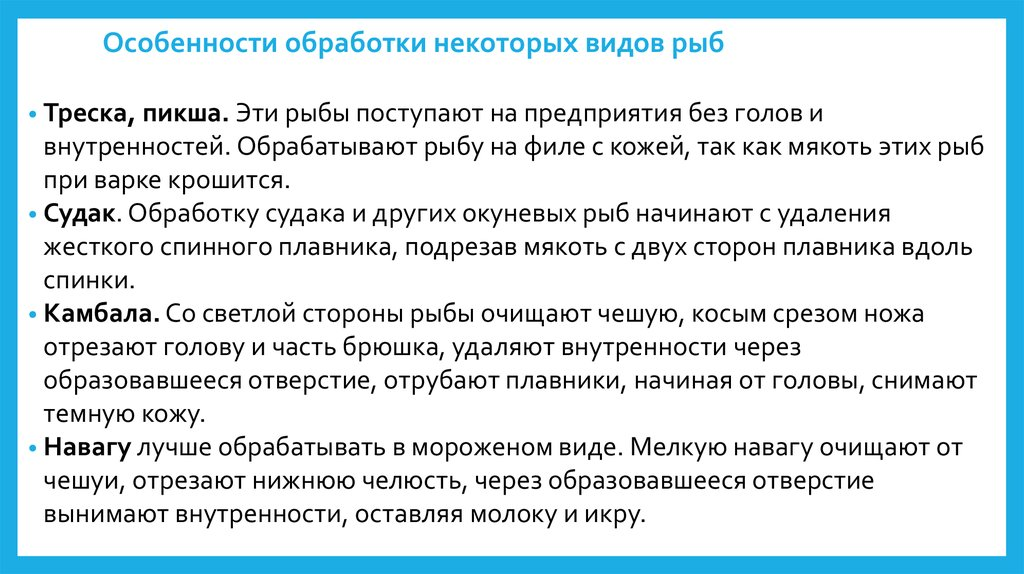 Особенности обработки некоторых видов рыб
• Треска, пикша. Эти рыбы поступают на предприятия без голов и
внутренностей. Обрабатывают рыбу на филе с кожей, так как мякоть этих рыб
при варке крошится.
• Судак. Обработку судака и других окуневых рыб начинают с удаления
жесткого спинного плавника, подрезав мякоть с двух сторон плавника вдоль
спинки.
• Камбала. Со светлой стороны рыбы очищают чешую, косым срезом ножа
отрезают голову и часть брюшка, удаляют внутренности через
образовавшееся отверстие, отрубают плавники, начиная от головы, снимают
темную кожу.
• Навагу лучше обрабатывать в мороженом виде. Мелкую навагу очищают от
чешуи, отрезают нижнюю челюсть, через образовавшееся отверстие
вынимают внутренности, оставляя молоку и икру.